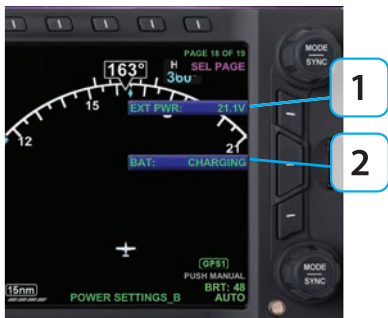 PAGE 18 OF 19
MODE
SYNC
163°
H
360°
SEL PAGE
1
15
EXT PWR: 21.1V
12
21
2
BAT: CHARGING
[GPS1]
PUSH MANUAL
15nm
BRT: 48
POWER SETTINGS_B
AUTO
MODE
SYNC